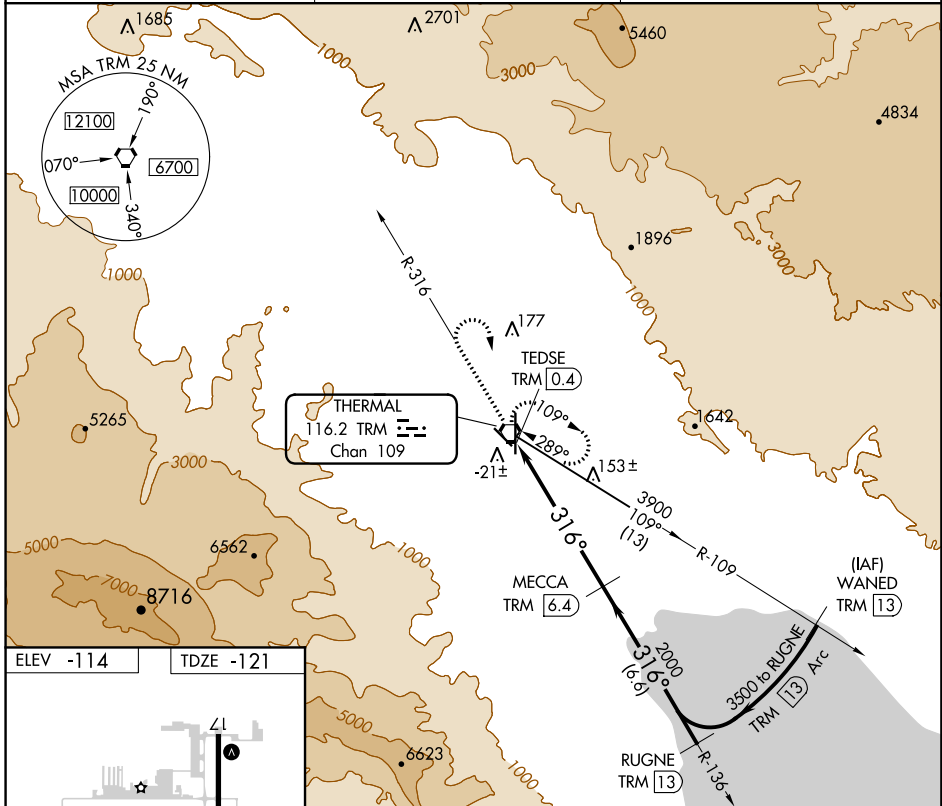 1685
2701
5460
1000
3000
MSA TRM 25 NM
190°
12100
070°
6700
10000
340°
4834
1896
3000
1000
1000
R-316
177
TEDSE
TRM 0.4
THERMAL
116.2 TRM
Chan 109
109°
289°
1642
5265
-21±
153±
3000
3900
109°
(13)
316°
R-109
5000
6562
1000
MECCA
TRM 6.4
(IAF)
WANED
TRM 13
7000
8716
2000
316°
(6.6)
3500 to RUGNE
TRM 13 Arc
ELEV -114
TDZE -121
17
5000
6623
1000
RUGNE
TRM 13
R-136